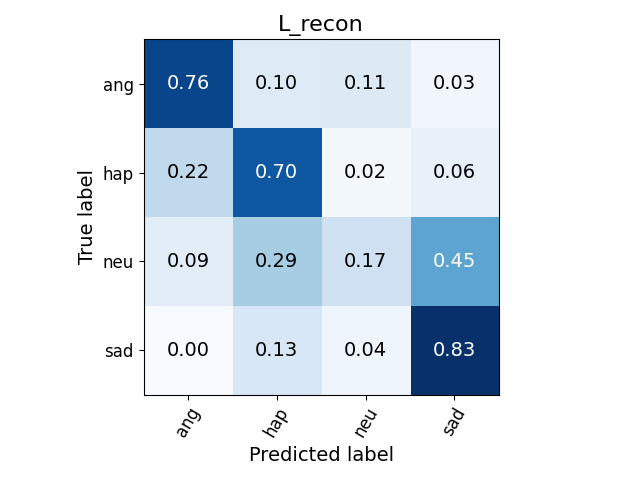 L_recon
ang 0.76 0.10 0.11 0.03
hap 0.22 0.70 0.02 0.06
neu 0.09 0.29 0.17 0.45
sad 0.00 0.13 0.04 0.83
ang hap neu sad
True label
Predicted label